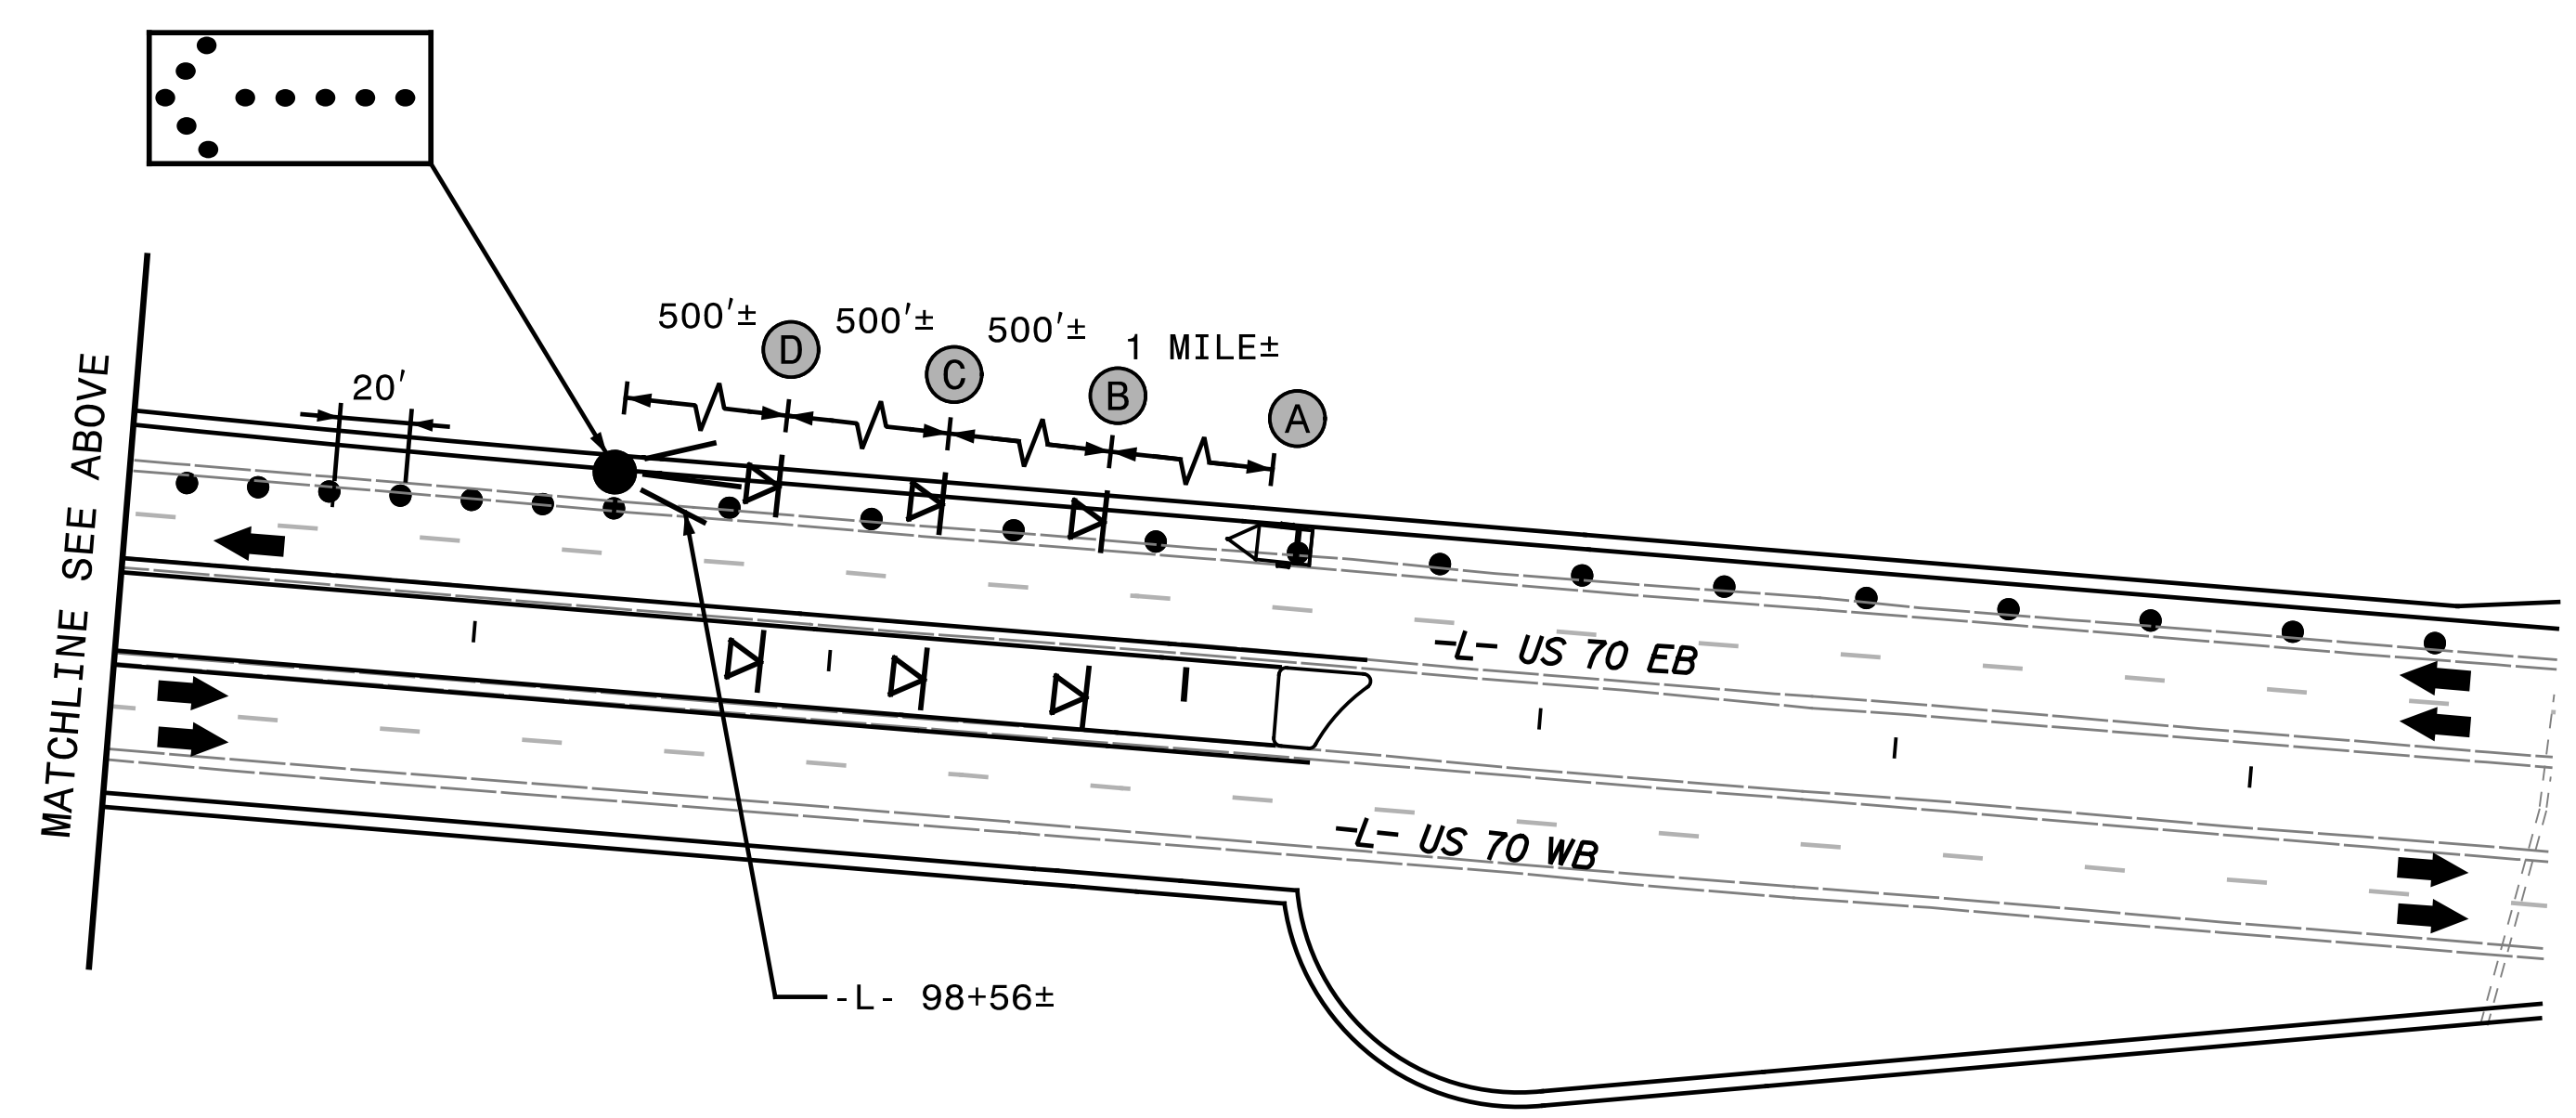 500'±
500'±
500'±
1 MILE±
D
C
B
A
20'
MATCHLINE SEE ABOVE
-L- US 70 EB
-L- US 70 WB
-L- 98+56±